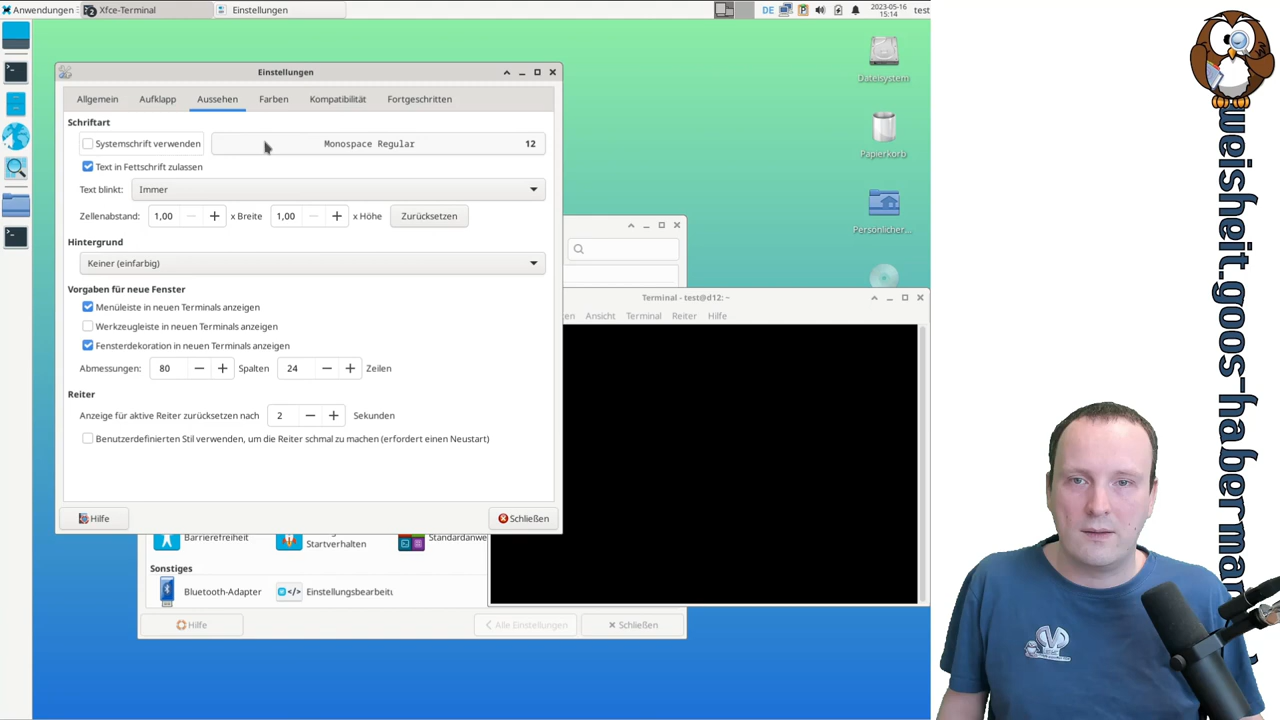 Anwendungen
Xfce-Terminal
Einstellungen
DE
2023-05-16
15:14
test
Einstellungen
Allgemein
Aufklapp
Aussehen
Farben
Kompatibilität
Fortgeschritten
Schriftart
Systemschrift verwenden
Monospace Regular
12
Text in Fettschrift zulassen
Text blinkt:
Immer
Zellenabstand:
1,00
x Breite
1,00
x Höhe
Zurücksetzen
Hintergrund
Keiner (einfarbig)
Vorgaben für neue Fenster
Menüleiste in neuen Terminals anzeigen
Werkzeugleiste in neuen Terminals anzeigen
Fensterdekoration in neuen Terminals anzeigen
Abmessungen:
80
Spalten
24
Zeilen
Reiter
Anzeige für aktive Reiter zurücksetzen nach
2
Sekunden
Benutzerdefinierten Stil verwenden, um die Reiter schmal zu machen (erfordert einen Neustart)
Hilfe
Schließen
Dateisystem
Papierkorb
Persönlicher...
Terminal - test@d12: ~
en
Ansicht
Terminal
Reiter
Hilfe
Barrierefreiheit
Startverhalten
Standardanwe
Sonstiges
Bluetooth-Adapter
Einstellungsbearbeitu
Hilfe
Alle Einstellungen
Schließen
weisheit.goos-haberma